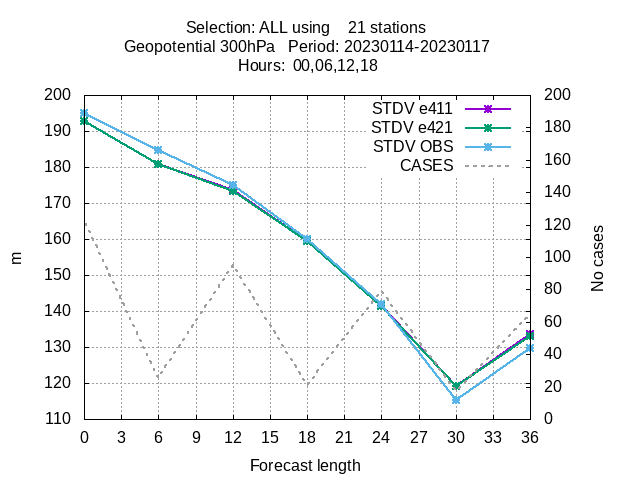 Selection: ALL using    21 stations
Geopotential 300hPa   Period: 20230114-20230117
Hours:  00,06,12,18
200
190
180
170
160
150
140
130
120
110
m
STDV e411
STDV e421
STDV OBS
CASES
200
180
160
140
120
100
80
60
40
20
0
No cases
0 3 6 9 12 15 18 21 24 27 30 33 36
Forecast length